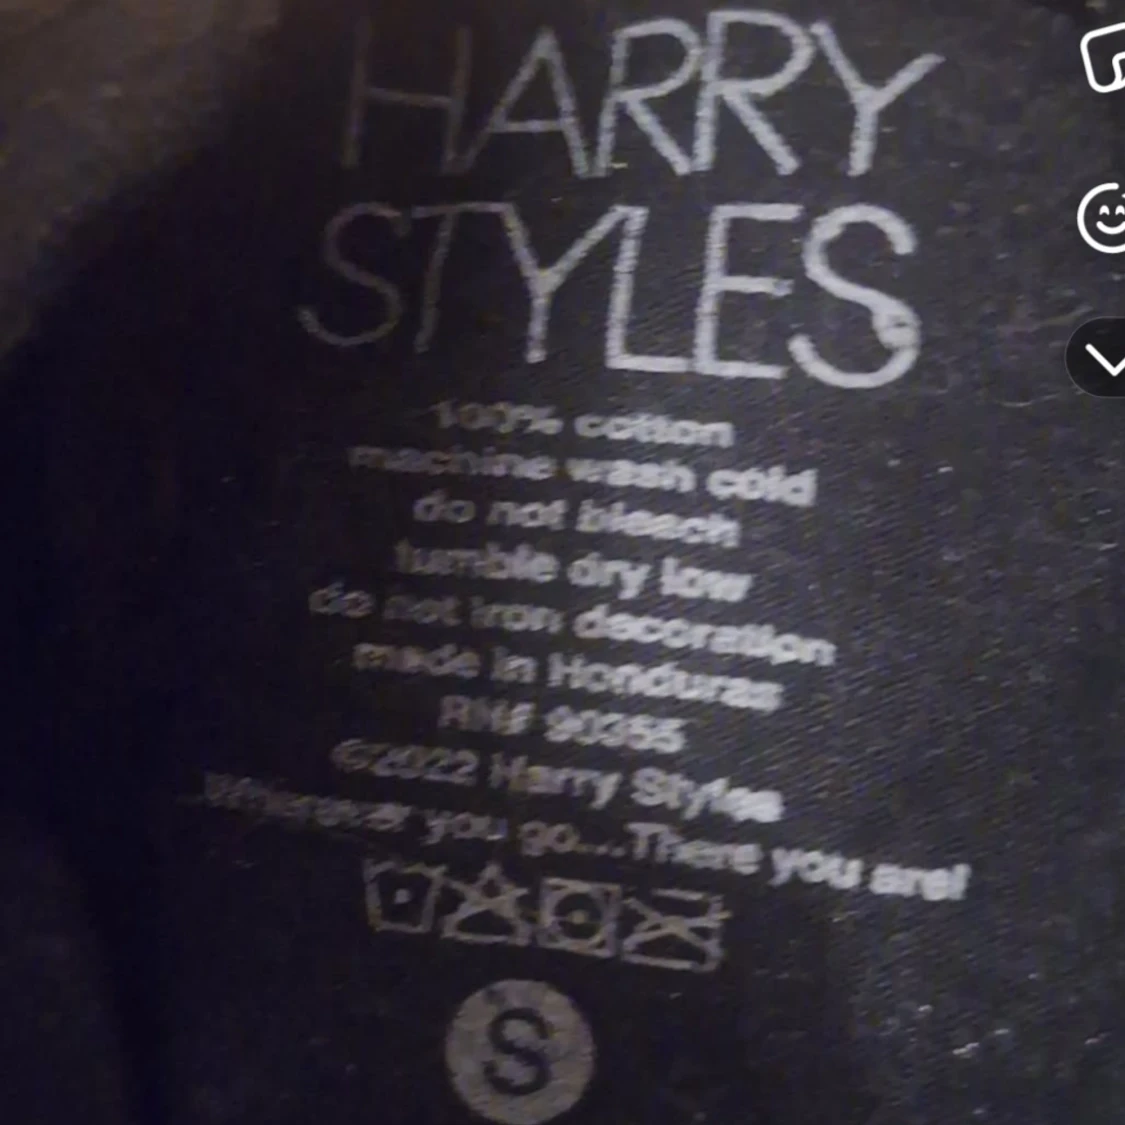 HARRY
STYLES
100% cotton
machine wash cold
do not bleach
tumble dry low
do not iron decoration
made in Honduras
RN# 90355
©2022 Harry Styles
Wherever you go....There you are!
S